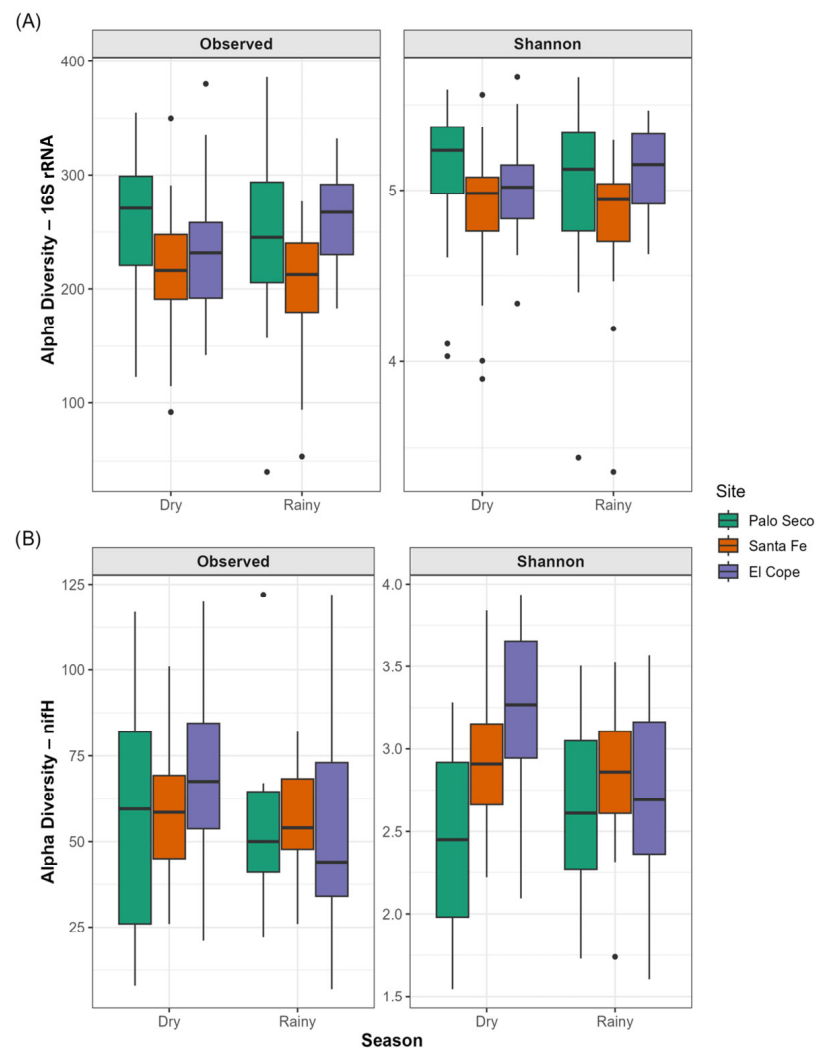 (A)
Observed
Shannon
Alpha Diversity – 16S rRNA
400
300
200
100
5
4
Dry
Rainy
Dry
Rainy
Site
Palo Seco
Santa Fe
El Cope
(B)
Observed
Shannon
Alpha Diversity – nifH
125
100
75
50
25
4.0
3.5
3.0
2.5
2.0
1.5
Dry
Rainy
Dry
Rainy
Season